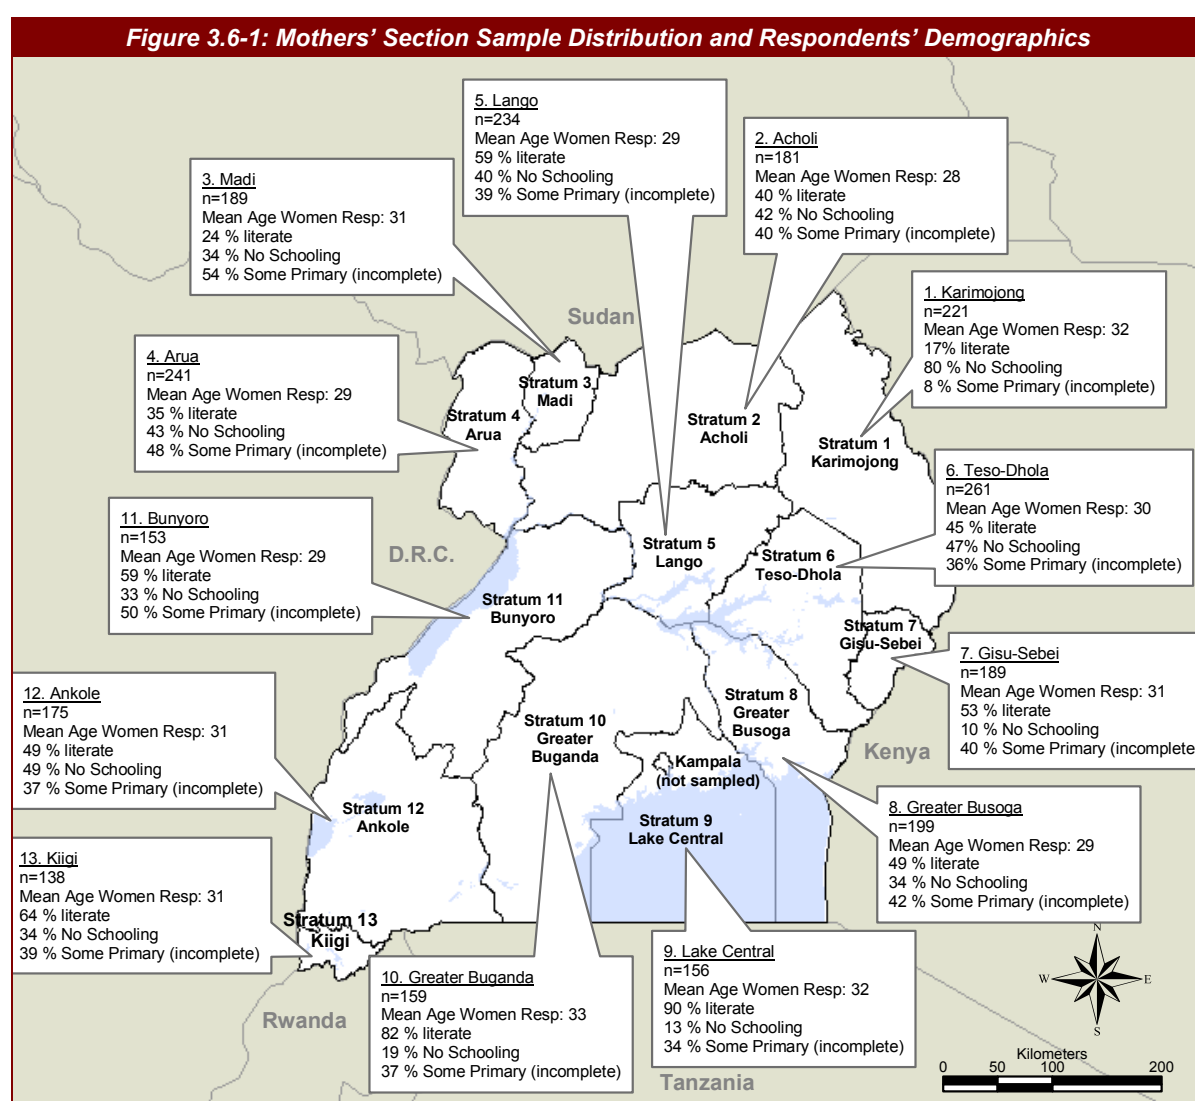 Figure 3.6-1: Mothers' Section Sample Distribution and Respondents' Demographics
5. Lango
n=234
Mean Age Women Resp: 29
59 % literate
40 % No Schooling
39 % Some Primary (incomplete)
2. Acholi
n=181
Mean Age Women Resp: 28
40 % literate
42 % No Schooling
40 % Some Primary (incomplete)
3. Madi
n=189
Mean Age Women Resp: 31
24 % literate
34 % No Schooling
54 % Some Primary (incomplete)
1. Karimojong
n=221
Mean Age Women Resp: 32
17% literate
80 % No Schooling
8 % Some Primary (incomplete)
Sudan
4. Arua
n=241
Mean Age Women Resp: 29
35 % literate
43 % No Schooling
48 % Some Primary (incomplete)
Stratum 3
Madi
Stratum 4
Arua
Stratum 2
Acholi
Stratum 1
Karimojong
6. Teso-Dhola
n=261
Mean Age Women Resp: 30
45 % literate
47% No Schooling
36% Some Primary (incomplete)
11. Bunyoro
n=153
Mean Age Women Resp: 29
59 % literate
33 % No Schooling
50 % Some Primary (incomplete)
D.R.C.
Stratum 5
Lango
Stratum 6
Teso-Dhola
Stratum 11
Bunyoro
Stratum 7
Gisu-Sebei
7. Gisu-Sebei
n=189
Mean Age Women Resp: 31
53 % literate
10 % No Schooling
40 % Some Primary (incomplete
12. Ankole
n=175
Mean Age Women Resp: 31
49 % literate
49 % No Schooling
37 % Some Primary (incomplete)
Stratum 8
Greater
Busoga
Stratum 10
Greater
Buganda
Kenya
Kampala
(not sampled)
Stratum 12
Ankole
Stratum 9
Lake Central
8. Greater Busoga
n=199
Mean Age Women Resp: 29
49 % literate
34 % No Schooling
42 % Some Primary (incomplete)
13. Kiigi
n=138
Mean Age Women Resp: 31
64 % literate
34 % No Schooling
39 % Some Primary (incomplete)
Stratum 13
Kiigi
10. Greater Buganda
n=159
Mean Age Women Resp: 33
82 % literate
19 % No Schooling
37 % Some Primary (incomplete)
9. Lake Central
n=156
Mean Age Women Resp: 32
90 % literate
13 % No Schooling
34 % Some Primary (incomplete)
N
W
E
S
Rwanda
Tanzania
Kilometers
0 50 100 200